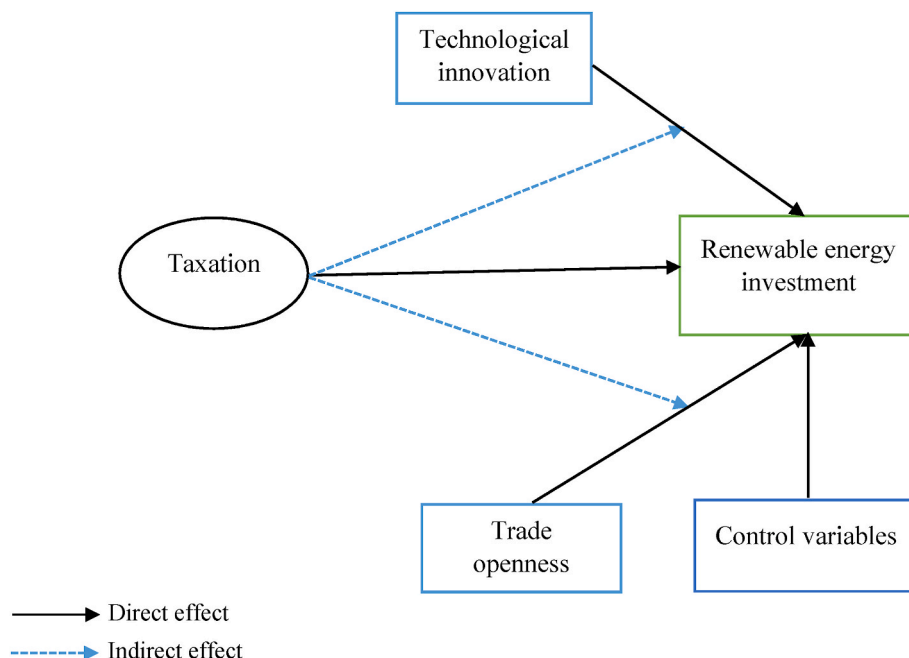 Technological
innovation
Taxation
Renewable energy
investment
Trade
openness
Control variables
Direct effect
Indirect effect